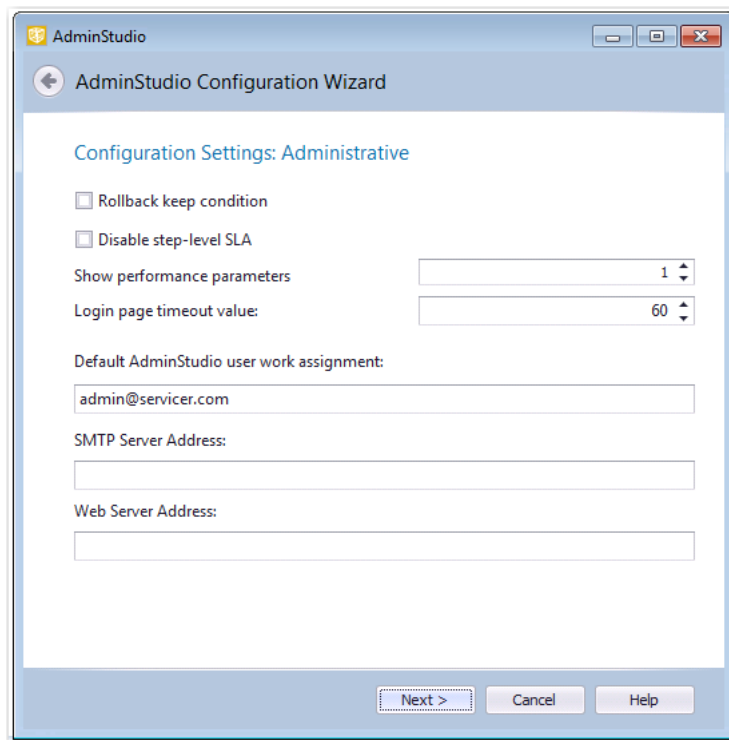 AdminStudio
AdminStudio Configuration Wizard
Configuration Settings: Administrative
Rollback keep condition
Disable step-level SLA
Show performance parameters
1
Login page timeout value:
60
Default AdminStudio user work assignment:
admin@servicer.com
SMTP Server Address:
Web Server Address:
Next >
Cancel
Help